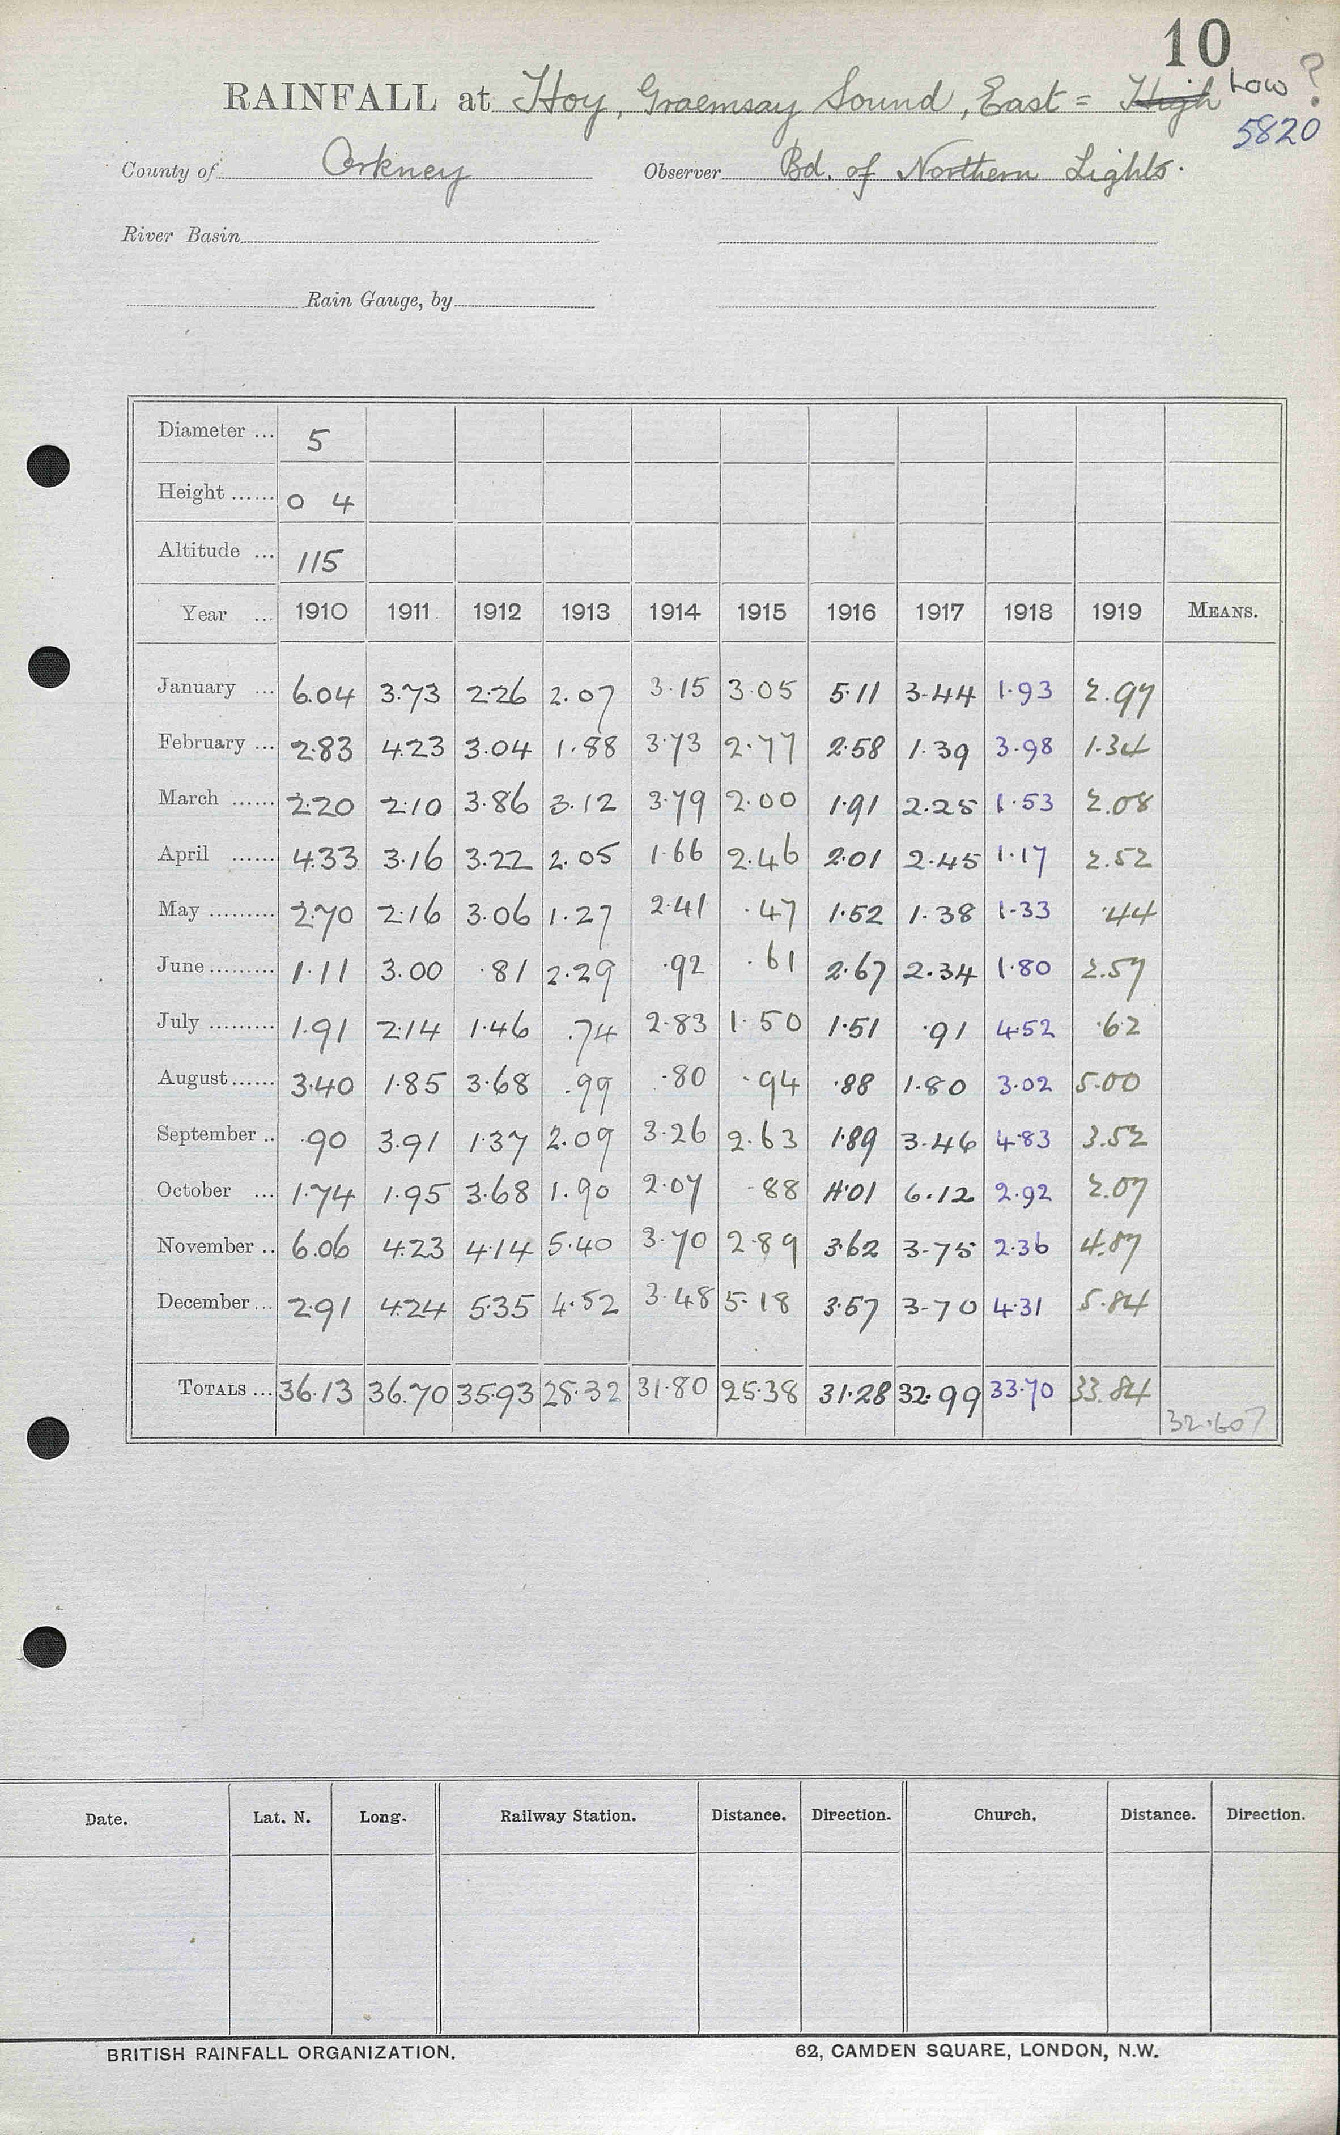 10
RAINFALL at Hoy, Graemsay Sound, East = High Low ?
5820
County of Orkney Observer Bd. of Northern Lights.
River Basin
Rain Gauge, by
Diameter ... 5
Height ...... 0 4
Altitude ... 115
Year ... 1910 1911 1912 1913 1914 1915 1916 1917 1918 1919 MEANS.
January ... 6.04 3.73 2.26 2.07 3.15 3.05 5.11 3.44 1.93 2.97
February ... 2.83 4.23 3.04 1.88 3.73 2.77 2.58 1.39 3.98 1.34
March ...... 2.20 2.10 3.86 3.12 3.79 2.00 1.91 2.25 1.53 2.08
April ...... 4.33 3.16 3.22 2.05 1.66 2.46 2.01 2.45 1.17 2.52
May ......... 2.70 2.16 3.06 1.27 2.41 .47 1.52 1.38 1.33 .44
June ......... 1.11 3.00 .81 2.29 .92 .61 2.67 2.34 1.80 2.57
July ......... 1.91 2.14 1.46 .74 2.83 1.50 1.51 .91 4.52 .62
August ...... 3.40 1.85 3.68 .99 .80 .94 .88 1.80 3.02 5.00
September .. .90 3.91 1.37 2.09 3.26 2.63 1.89 3.46 4.83 3.52
October ... 1.74 1.95 3.68 1.90 2.07 .88 4.01 6.12 2.92 2.07
November .. 6.06 4.23 4.14 5.40 3.70 2.89 3.62 3.75 2.36 4.87
December ... 2.91 4.24 5.35 4.52 3.48 5.18 3.57 3.70 4.31 5.84
TOTALS ... 36.13 36.70 35.93 28.32 31.80 25.38 31.28 32.99 33.70 33.84
32.607
Date. Lat. N. Long. Railway Station. Distance. Direction. Church. Distance. Direction.
BRITISH RAINFALL ORGANIZATION. 62, CAMDEN SQUARE, LONDON, N.W.